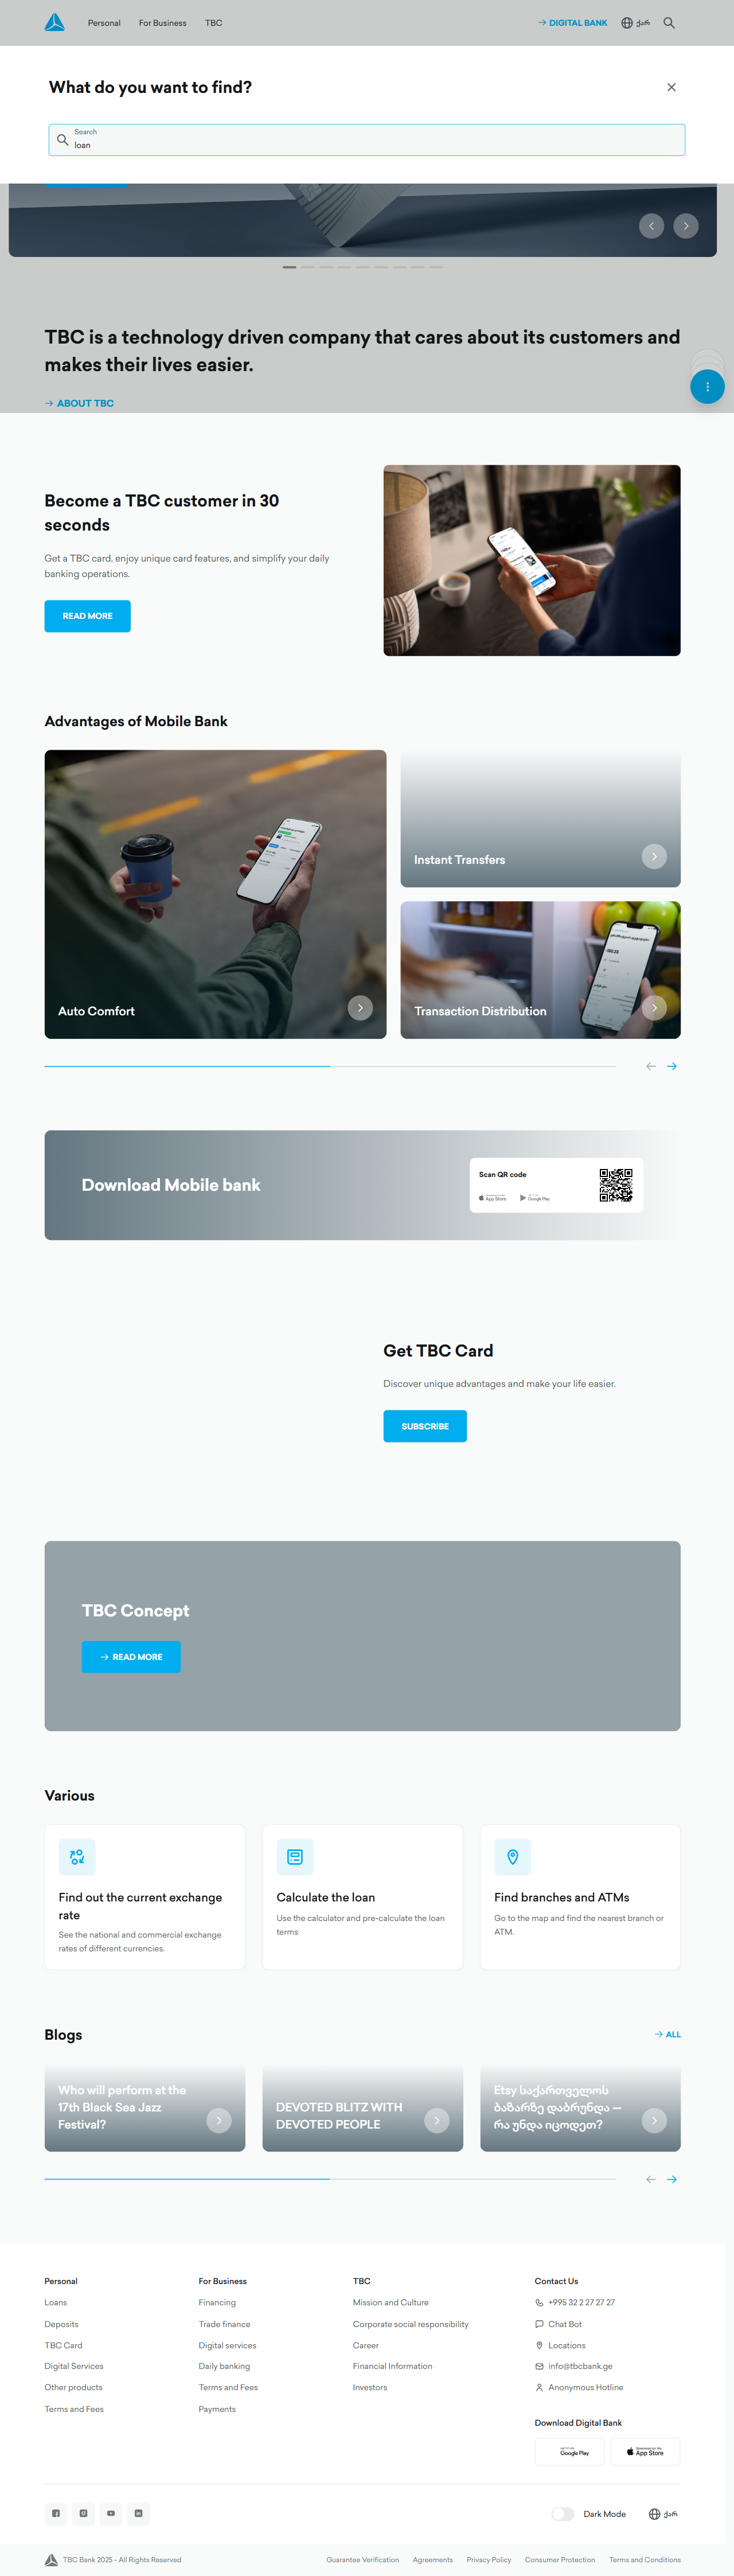 Personal
For Business
TBC
DIGITAL BANK
ქარ
What do you want to find?
Search
loan
TBC is a technology driven company that cares about its customers and
makes their lives easier.
ABOUT TBC
Become a TBC customer in 30
seconds
Get a TBC card, enjoy unique card features, and simplify your daily
banking operations.
READ MORE
Advantages of Mobile Bank
Auto Comfort
Instant Transfers
Transaction Distribution
Download Mobile bank
Scan QR code
App Store
Google Play
Get TBC Card
Discover unique advantages and make your life easier.
SUBSCRIBE
TBC Concept
READ MORE
Various
Find out the current exchange
rate
See the national and commercial exchange
rates of different currencies.
Calculate the loan
Use the calculator and pre-calculate the loan
terms
Find branches and ATMs
Go to the map and find the nearest branch or
ATM.
Blogs
ALL
Who will perform at the
17th Black Sea Jazz
Festival?
DEVOTED BLITZ WITH
DEVOTED PEOPLE
Etsy საქართველოს
ბაზარზე დაბრუნდა —
რა უნდა იცოდეთ?
Personal
Loans
Deposits
TBC Card
Digital Services
Other products
Terms and Fees
For Business
Financing
Trade finance
Digital services
Daily banking
Terms and Fees
Payments
TBC
Mission and Culture
Corporate social responsibility
Career
Financial Information
Investors
Contact Us
+995 32 2 27 27 27
Chat Bot
Locations
info@tbcbank.ge
Anonymous Hotline
Download Digital Bank
Google Play
App Store
Dark Mode
ქარ
TBC Bank 2025 - All Rights Reserved
Guarantee Verification
Agreements
Privacy Policy
Consumer Protection
Terms and Conditions